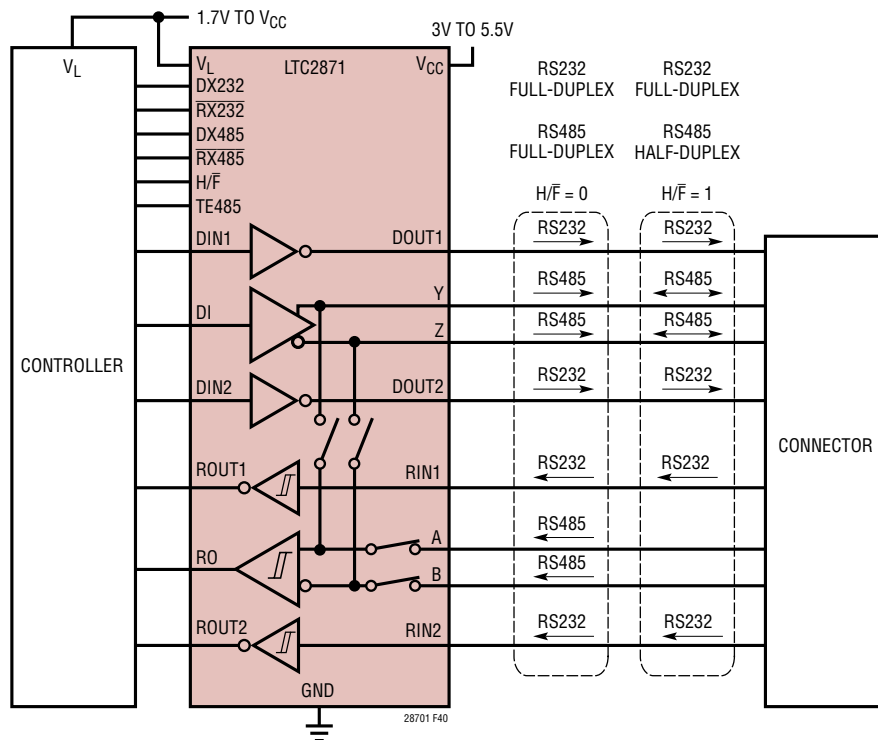 1.7V TO VCC
3V TO 5.5V
VL
VL
LTC2871
VCC
DX232
RX232
DX485
RX485
H/F̅
TE485
RS232
FULL-DUPLEX
RS232
FULL-DUPLEX
RS485
FULL-DUPLEX
RS485
HALF-DUPLEX
H/F̅ = 0
H/F̅ = 1
DIN1
DOUT1
RS232
RS232
DI
Y
RS485
RS485
Z
RS485
RS485
CONTROLLER
DIN2
DOUT2
RS232
RS232
CONNECTOR
ROUT1
RIN1
RS232
RS232
RO
A
RS485
B
RS485
ROUT2
RIN2
RS232
RS232
GND
28701 F40